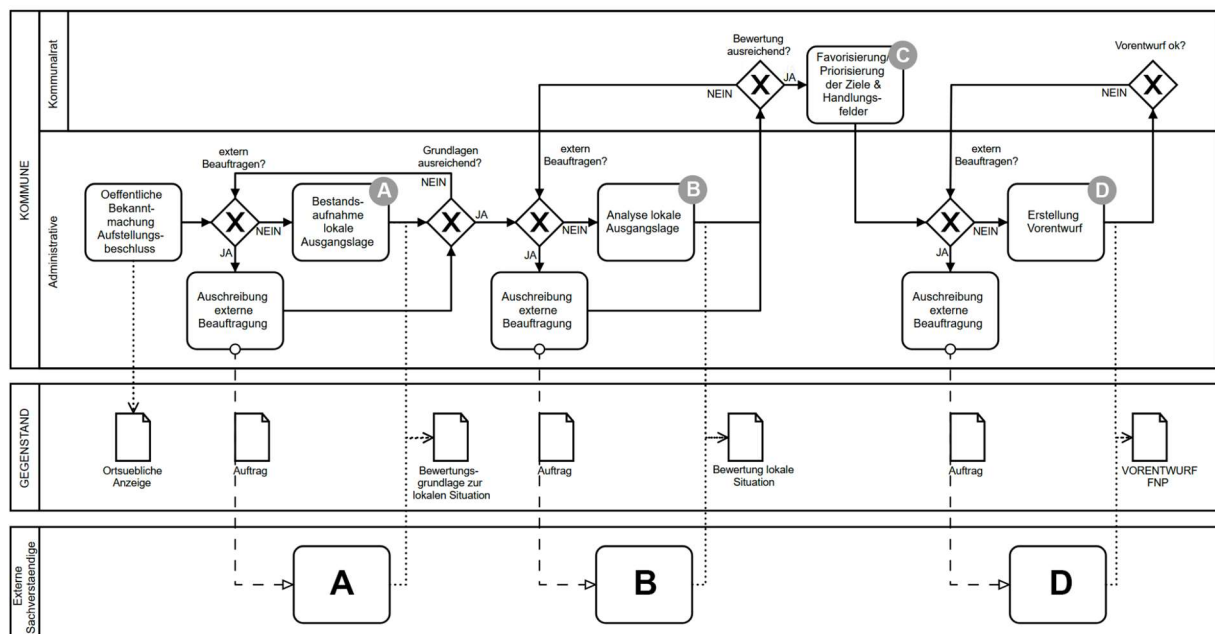 KOMMUNE
Kommunalrat
Bewertung
ausreichend?
X
NEIN
JA
Favorisierung/
Priorisierung
der Ziele &
Handlungs-
felder
C
Vorentwurf ok?
X
NEIN
Administrative
Oeffentliche
Bekannt-
machung
Aufstellungs-
beschluss
extern
Beauftragen?
X
NEIN
JA
Bestands-
aufnahme
lokale
Ausgangslage
A
Grundlagen
ausreichend?
NEIN
X
JA
extern
Beauftragen?
X
NEIN
JA
Analyse lokale
Ausgangslage
B
extern
Beauftragen?
X
NEIN
JA
Erstellung
Vorentwurf
D
Auschreibung
externe
Beauftragung
Auschreibung
externe
Beauftragung
Auschreibung
externe
Beauftragung
GEGENSTAND
Ortsuebliche
Anzeige
Auftrag
Bewertungs-
grundlage zur
lokalen Situation
Auftrag
Bewertung lokale
Situation
Auftrag
VORENTWURF
FNP
Externe
Sachverstaendige
A
B
D